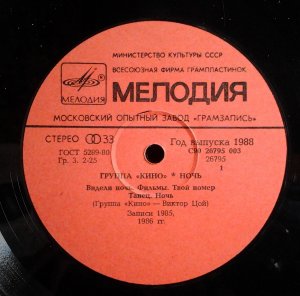 МИНИСТЕРСТВО КУЛЬТУРЫ СССР
ВСЕСОЮЗНАЯ ФИРМА ГРАМПЛАСТИНОК
МЕЛОДИЯ
МЕЛОДИЯ
МОСКОВСКИЙ ОПЫТНЫЙ ЗАВОД «ГРАМЗАПИСЬ»
СТЕРЕО 33
Год выпуска 1988
ГОСТ 5289-80
С90 26795 003
Гр. 3. 2-25
26795
1
ГРУППА «КИНО» * НОЧЬ
Видели ночь. Фильмы. Твой номер
Танец. Ночь
(Группа «Кино» — Виктор Цой)
Записи 1985,
1986 гг.